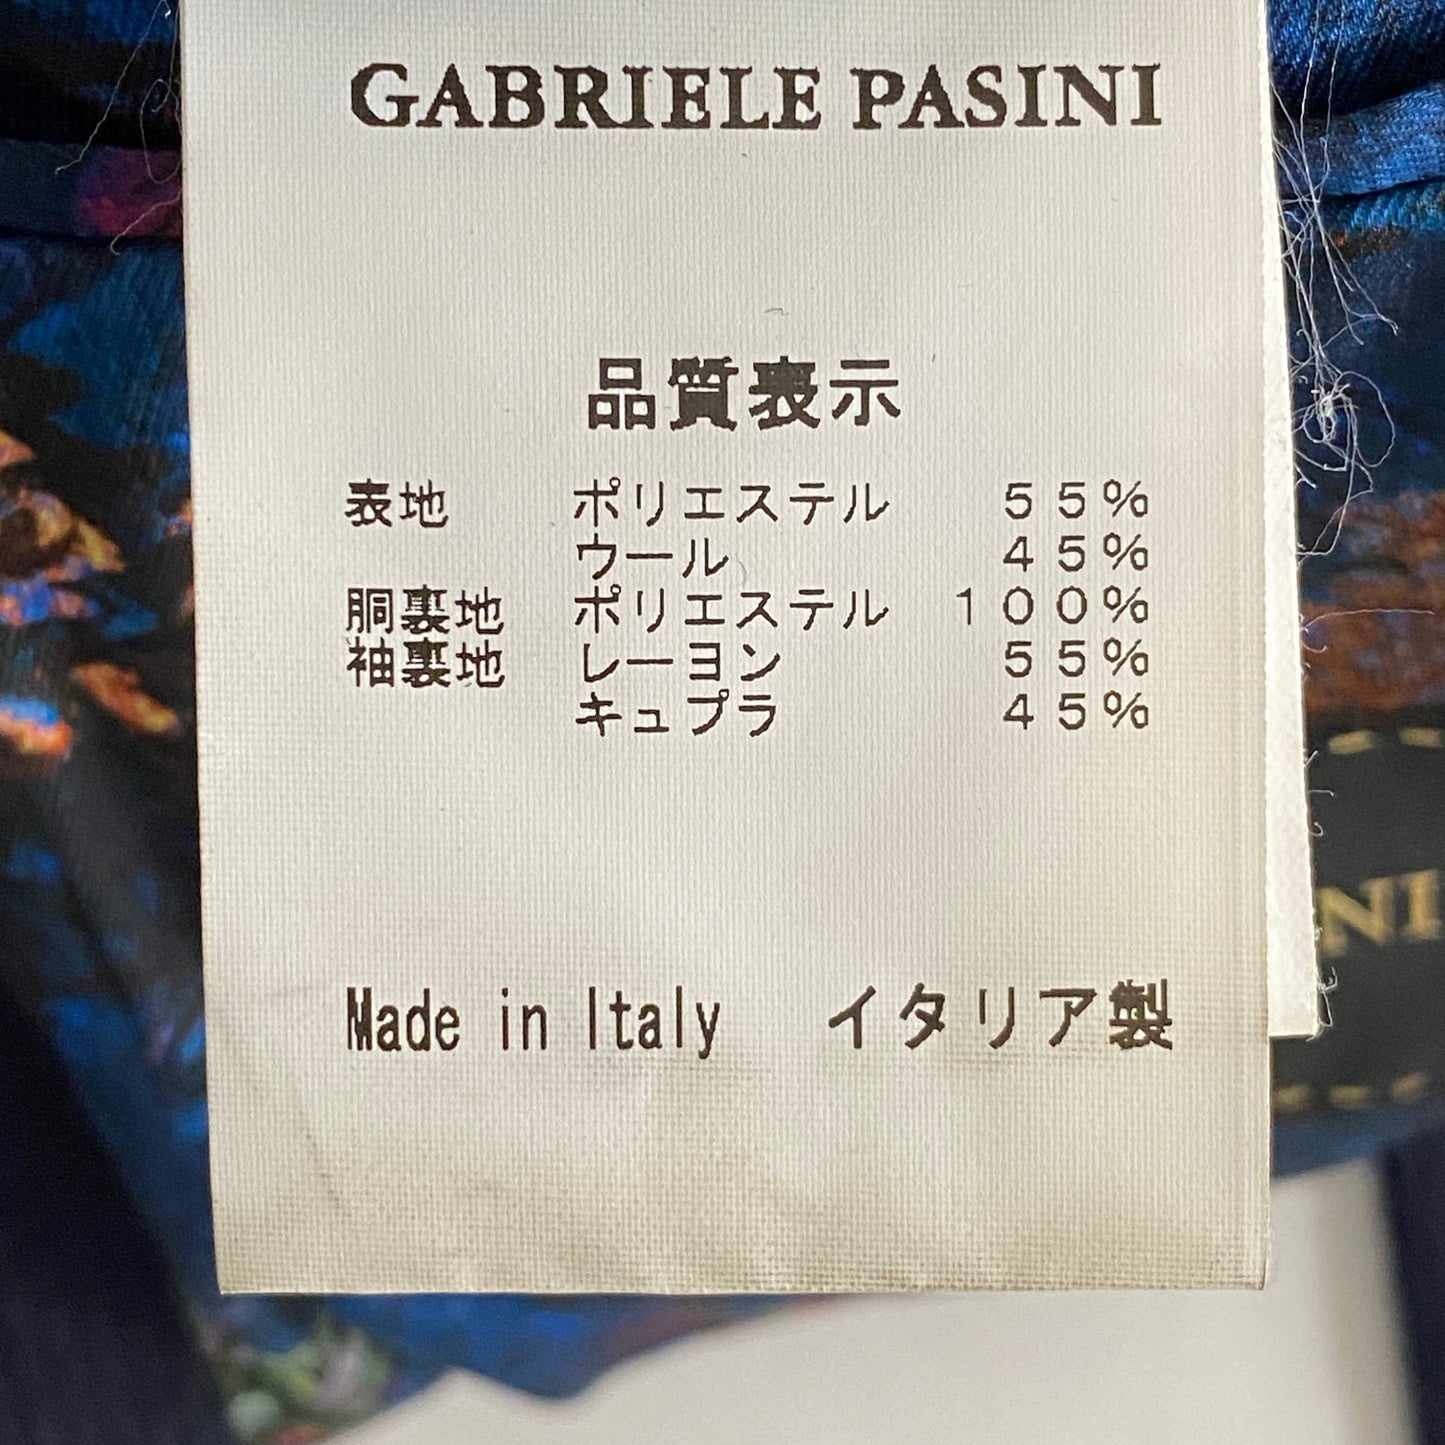 GABRIELE PASINI
品質表示
表地 ポリエステル 55%
ウール 45%
胴裏地 ポリエステル 100%
袖裏地 レーヨン 55%
キュプラ 45%
Made in Italy イタリア製